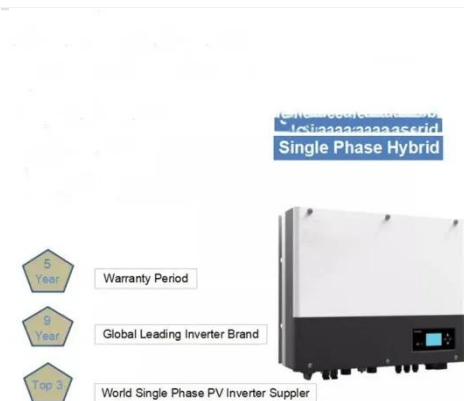 Single Phase Hybrid
5
Year
Warranty Period
9
Year
Global Leading Inverter Brand
Top 3
World Single Phase PV Inverter Suppler